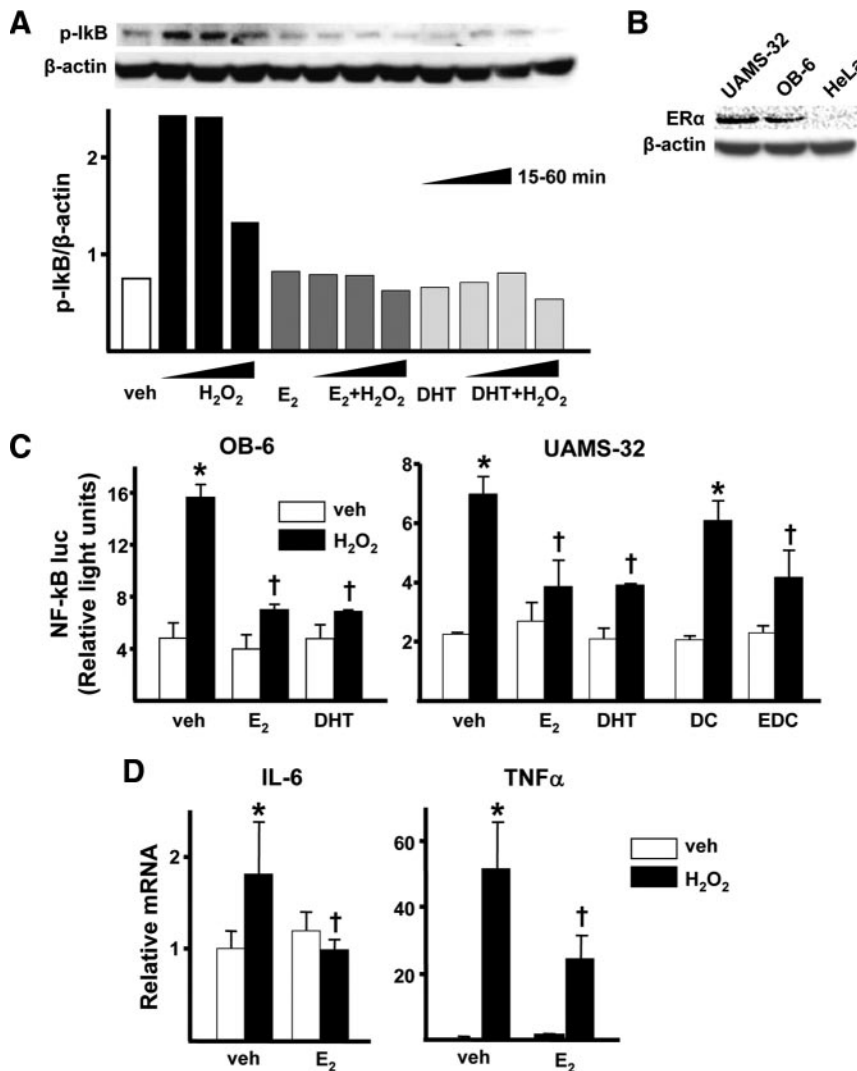 A
p-IkB
β-actin
p-IkB/β-actin
2
1
15-60 min
veh H₂O₂ E₂ E₂+H₂O₂ DHT DHT+H₂O₂
B
UAMS-32 OB-6 HeLa
ERα
β-actin
C
OB-6
NF-kB luc
(Relative light units)
16
12
8
4
*
†
†
veh
H₂O₂
veh E₂ DHT
UAMS-32
8
6
4
2
*
†
†
*
†
veh E₂ DHT DC EDC
D
IL-6
Relative mRNA
2
1
*
†
veh E₂
TNFα
60
40
20
*
†
veh
H₂O₂
veh E₂